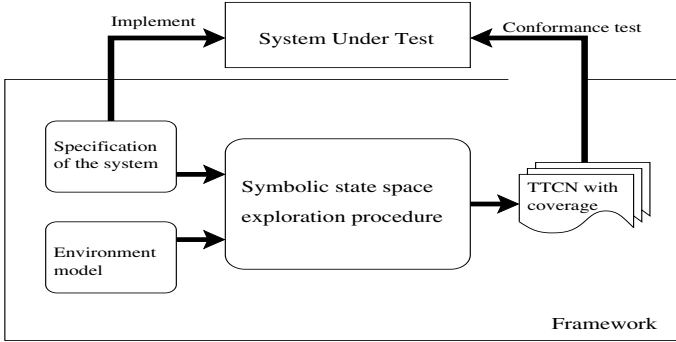 Implement
System Under Test
Conformance test
Specification
of the system
Symbolic state space
exploration procedure
TTCN with
coverage
Environment
model
Framework